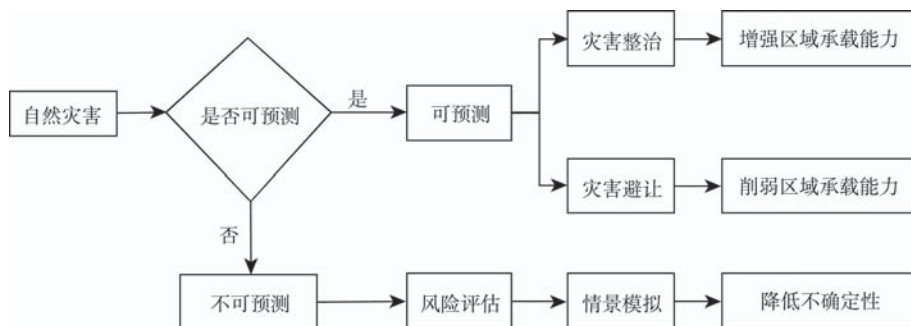 灾害整治
增强区域承载能力
自然灾害
是否可预测
是
可预测
灾害避让
削弱区域承载能力
否
不可预测
风险评估
情景模拟
降低不确定性